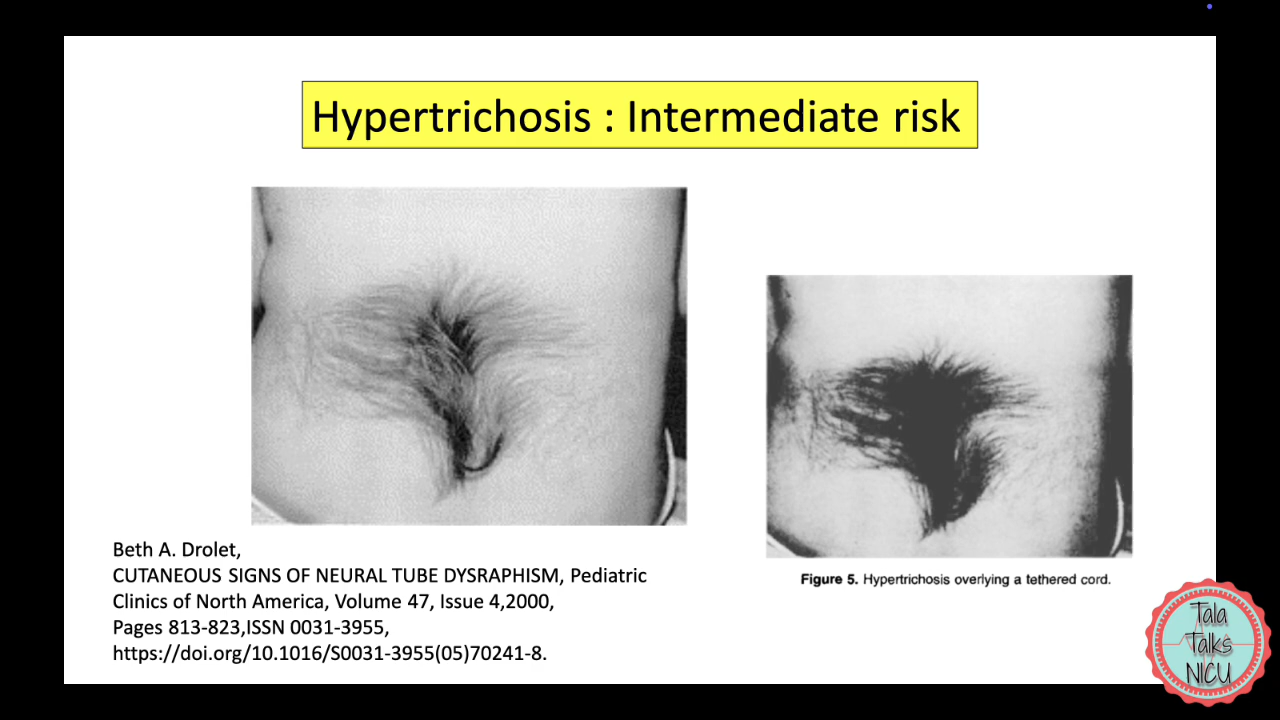 Hypertrichosis : Intermediate risk
Beth A. Drolet,
CUTANEOUS SIGNS OF NEURAL TUBE DYSRAPHISM, Pediatric
Clinics of North America, Volume 47, Issue 4,2000,
Pages 813-823,ISSN 0031-3955,
https://doi.org/10.1016/S0031-3955(05)70241-8.
Figure 5. Hypertrichosis overlying a tethered cord.
Tala
Talks
NICU